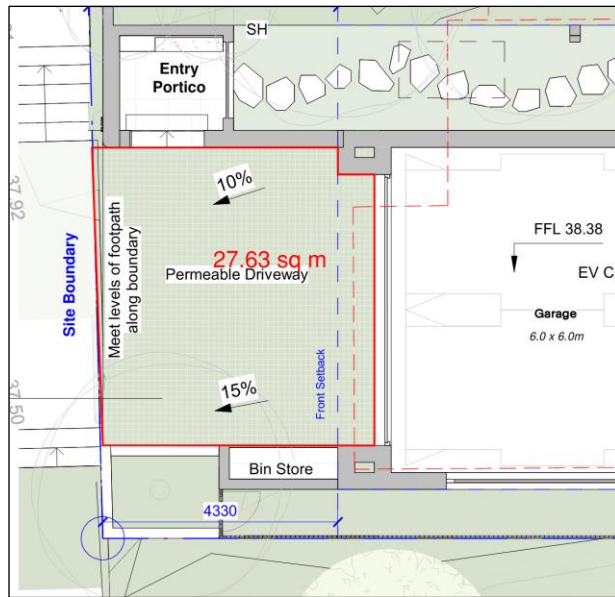 SH
Entry
Portico
37.92
10%
27.63 sq m
Permeable Driveway
Meet levels of footpath
along boundary
Site Boundary
FFL 38.38
EV C
Garage
6.0 x 6.0m
Front Setback
15%
37.50
Bin Store
4330